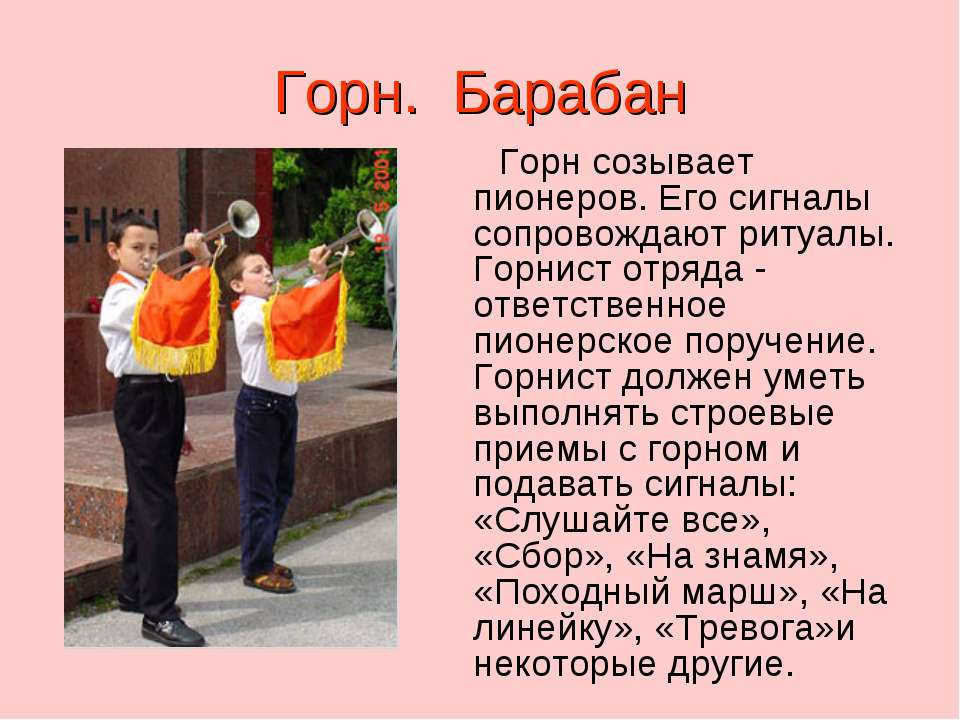 Горн. Барабан
Горн созывает
пионеров. Его сигналы
сопровождают ритуалы.
Горнист отряда -
ответственное
пионерское поручение.
Горнист должен уметь
выполнять строевые
приемы с горном и
подавать сигналы:
«Слушайте все»,
«Сбор», «На знамя»,
«Походный марш», «На
линейку», «Тревога»и
некоторые другие.
ЕНИН
19 5 2001